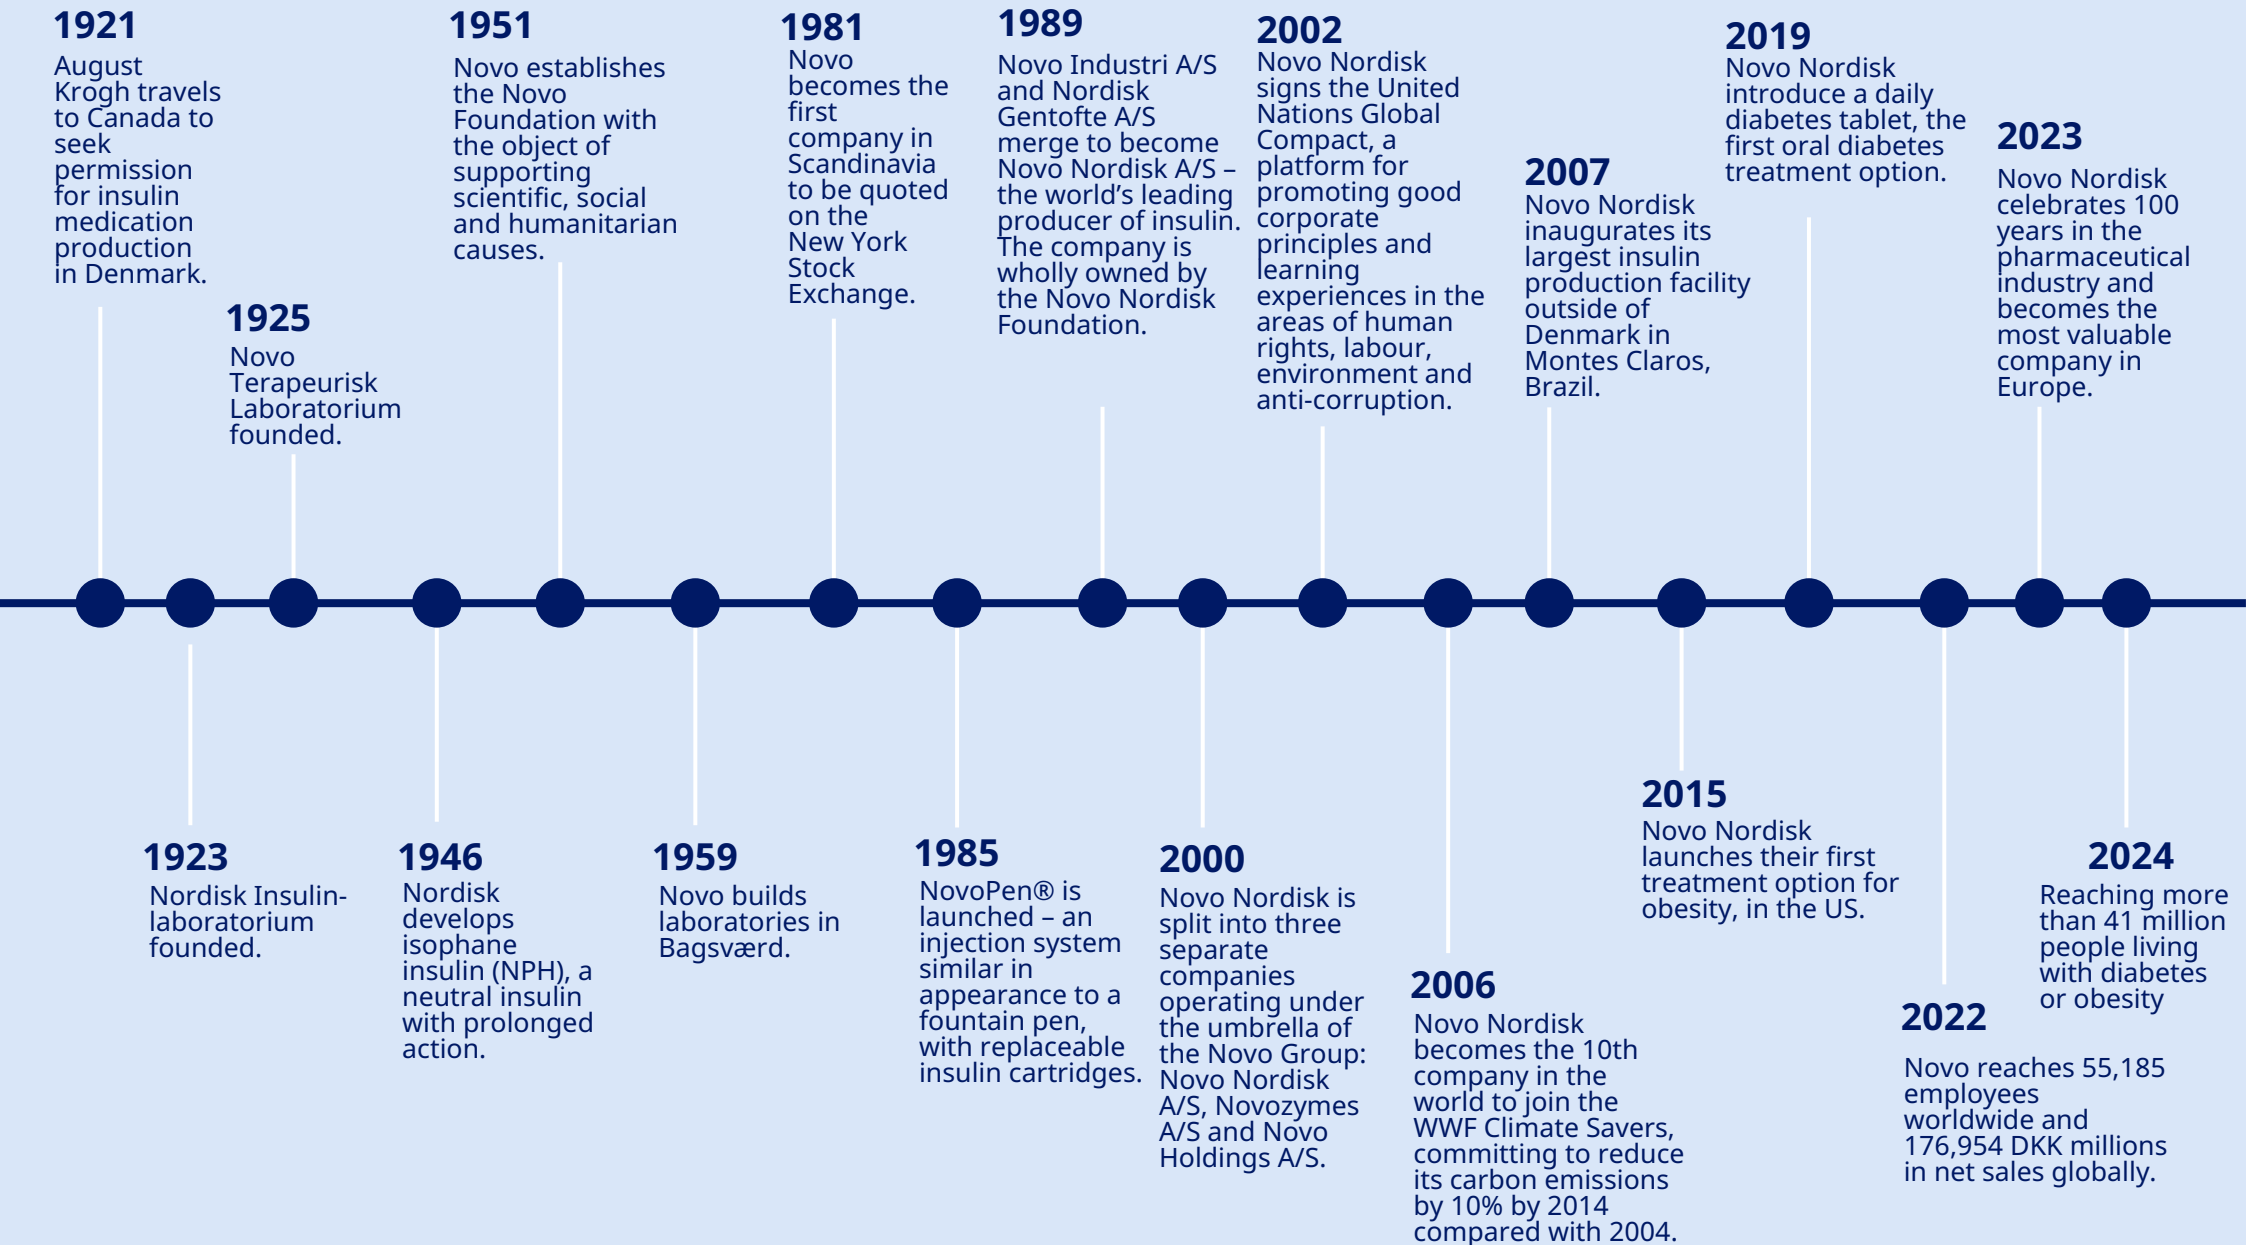 1921
August
Krogh travels
to Canada to
seek
permission
for insulin
medication
production
in Denmark.
1925
Novo
Terapeurisk
Laboratorium
founded.
1951
Novo establishes
the Novo
Foundation with
the object of
supporting
scientific, social
and humanitarian
causes.
1981
Novo
becomes the
first
company in
Scandinavia
to be quoted
on the
New York
Stock
Exchange.
1989
Novo Industri A/S
and Nordisk
Gentofte A/S
merge to become
Novo Nordisk A/S –
the world’s leading
producer of insulin.
The company is
wholly owned by
the Novo Nordisk
Foundation.
2002
Novo Nordisk
signs the United
Nations Global
Compact, a
platform for
promoting good
corporate
principles and
learning
experiences in the
areas of human
rights, labour,
environment and
anti-corruption.
2007
Novo Nordisk
inaugurates its
largest insulin
production facility
outside of
Denmark in
Montes Claros,
Brazil.
2019
Novo Nordisk
introduce a daily
diabetes tablet, the
first oral diabetes
treatment option.
2023
Novo Nordisk
celebrates 100
years in the
pharmaceutical
industry and
becomes the
most valuable
company in
Europe.
1923
Nordisk Insulin-
laboratorium
founded.
1946
Nordisk
develops
isophane
insulin (NPH), a
neutral insulin
with prolonged
action.
1959
Novo builds
laboratories in
Bagsværd.
1985
NovoPen® is
launched – an
injection system
similar in
appearance to a
fountain pen,
with replaceable
insulin cartridges.
2000
Novo Nordisk is
split into three
separate
companies
operating under
the umbrella of
the Novo Group:
Novo Nordisk
A/S, Novozymes
A/S and Novo
Holdings A/S.
2006
Novo Nordisk
becomes the 10th
company in the
world to join the
WWF Climate Savers,
committing to reduce
its carbon emissions
by 10% by 2014
compared with 2004.
2015
Novo Nordisk
launches their first
treatment option for
obesity, in the US.
2022
Novo reaches 55,185
employees
worldwide and
176,954 DKK millions
in net sales globally.
2024
Reaching more
than 41 million
people living
with diabetes
or obesity